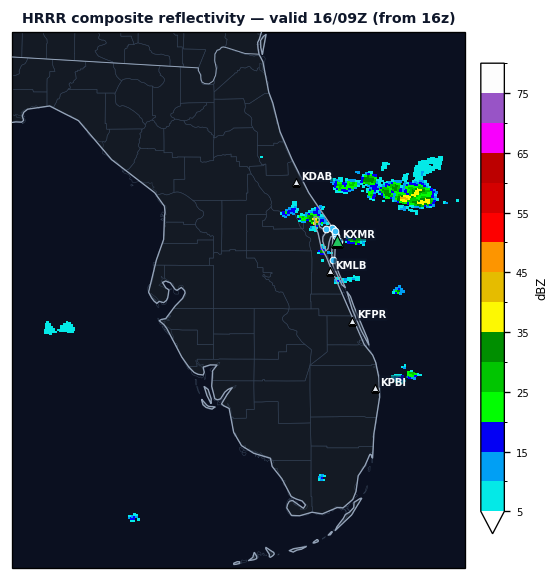 HRRR composite reflectivity — valid 16/09Z (from 16z)
KDAB
KXMR
KMLB
KFPR
KPBI
75
65
55
45
35
25
15
5
dBZ